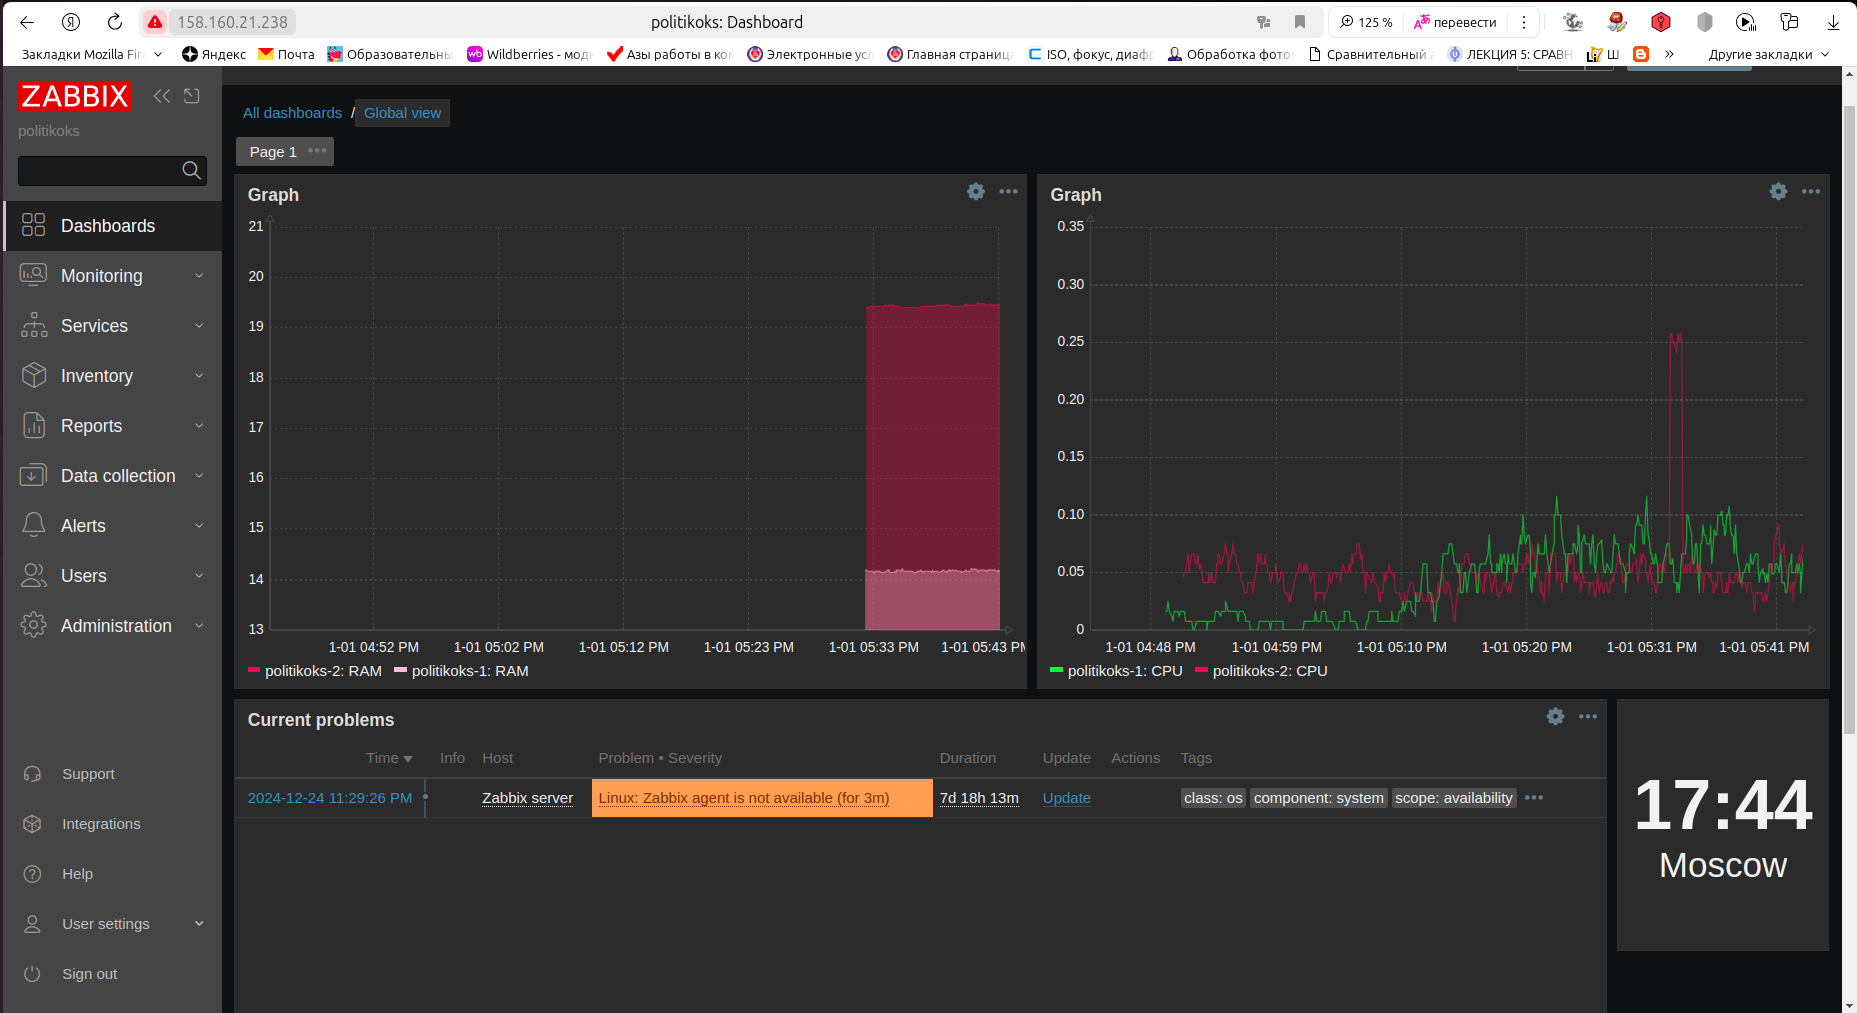 158.160.21.238
politikoks: Dashboard
125 %
перевести
Закладки Mozilla Fir
Яндекс
Почта
Образовательны
Wildberries - мод
Азы работы в ко
Электронные усл
Главная страница
ISO, фокус, диаф
Обработка фото
Сравнительный
ЛЕКЦИЯ 5: СРАВН
Ш
»
Другие закладки
ZABBIX
politikoks
Dashboards
Monitoring
Services
Inventory
Reports
Data collection
Alerts
Users
Administration
Support
Integrations
Help
User settings
Sign out
All dashboards / Global view
Page 1
Graph
21
20
19
18
17
16
15
14
13
1-01 04:52 PM 1-01 05:02 PM 1-01 05:12 PM 1-01 05:23 PM 1-01 05:33 PM 1-01 05:43 PM
politikoks-2: RAM politikoks-1: RAM
Graph
0.35
0.30
0.25
0.20
0.15
0.10
0.05
0
1-01 04:48 PM 1-01 04:59 PM 1-01 05:10 PM 1-01 05:20 PM 1-01 05:31 PM 1-01 05:41 PM
politikoks-1: CPU politikoks-2: CPU
Current problems
Time Info Host Problem • Severity Duration Update Actions Tags
2024-12-24 11:29:26 PM Zabbix server Linux: Zabbix agent is not available (for 3m) 7d 18h 13m Update class: os component: system scope: availability
17:44
Moscow